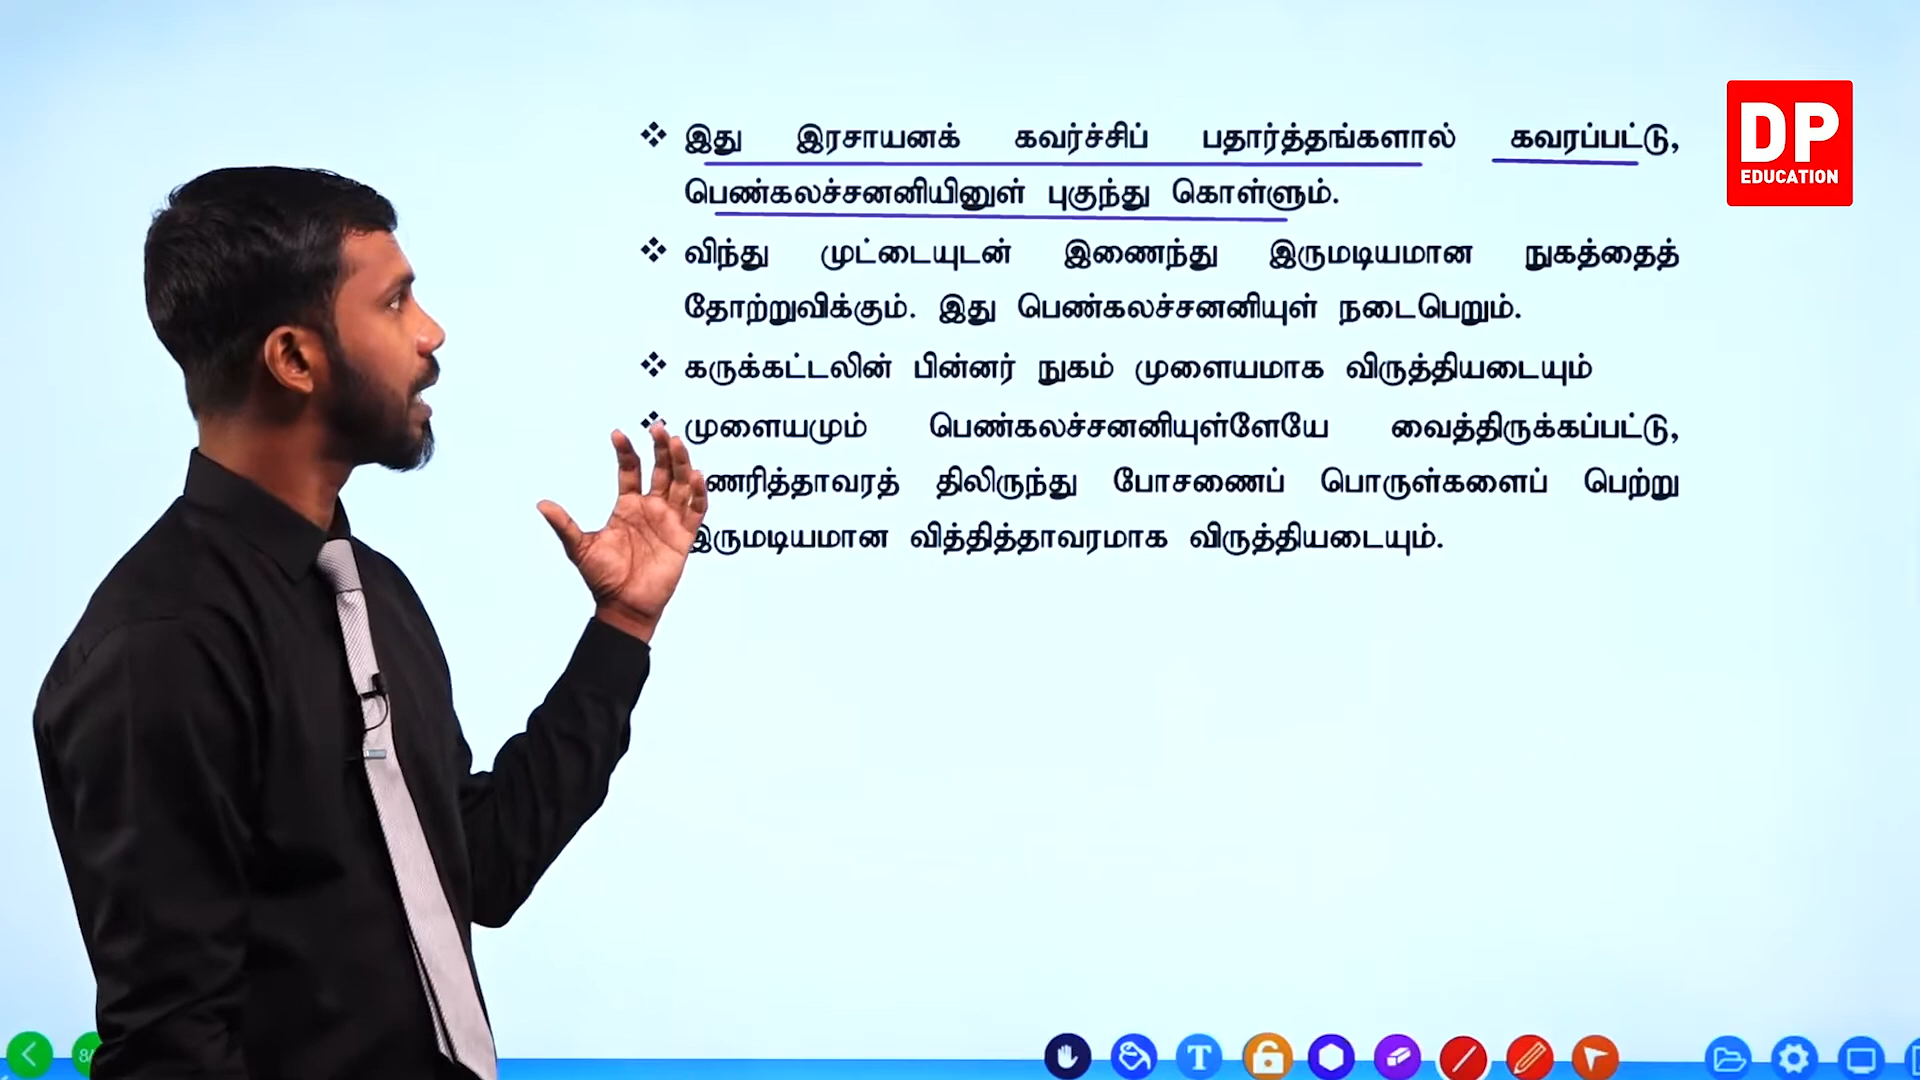 இது இரசாயனக் கவர்ச்சிப் பதார்த்தங்களால் கவரப்பட்டு,
பெண்கலச்சனனியினுள் புகுந்து கொள்ளும்.
விந்து முட்டையுடன் இணைந்து இருமடியமான நுகத்தைத்
தோற்றுவிக்கும். இது பெண்கலச்சனனியுள் நடைபெறும்.
கருக்கட்டலின் பின்னர் நுகம் முளையமாக விருத்தியடையும்
முளையமும் பெண்கலச்சனனியுள்ளேயே வைத்திருக்கப்பட்டு,
திலிருந்து போசணைப் பொருள்களைப் பெற்று
இருமடியமான வித்தித்தாவரமாக விருத்தியடையும்.
DP
EDUCATION
T